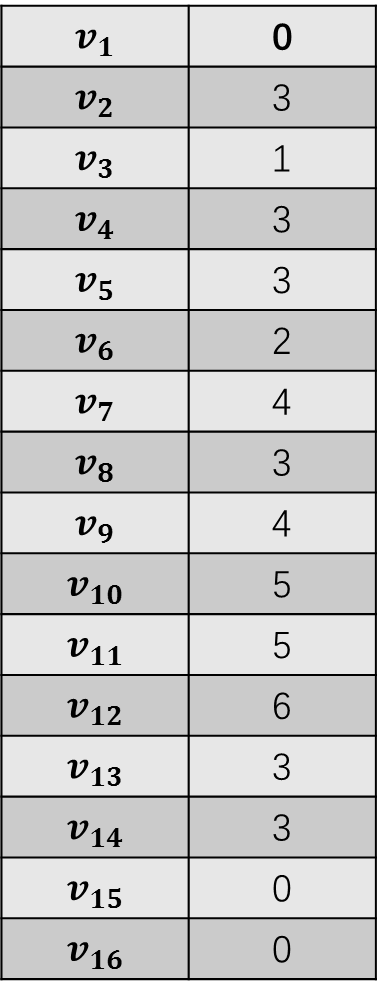 v₁ 0
v₂ 3
v₃ 1
v₄ 3
v₅ 3
v₆ 2
v₇ 4
v₈ 3
v₉ 4
v₁₀ 5
v₁₁ 5
v₁₂ 6
v₁₃ 3
v₁₄ 3
v₁₅ 0
v₁₆ 0